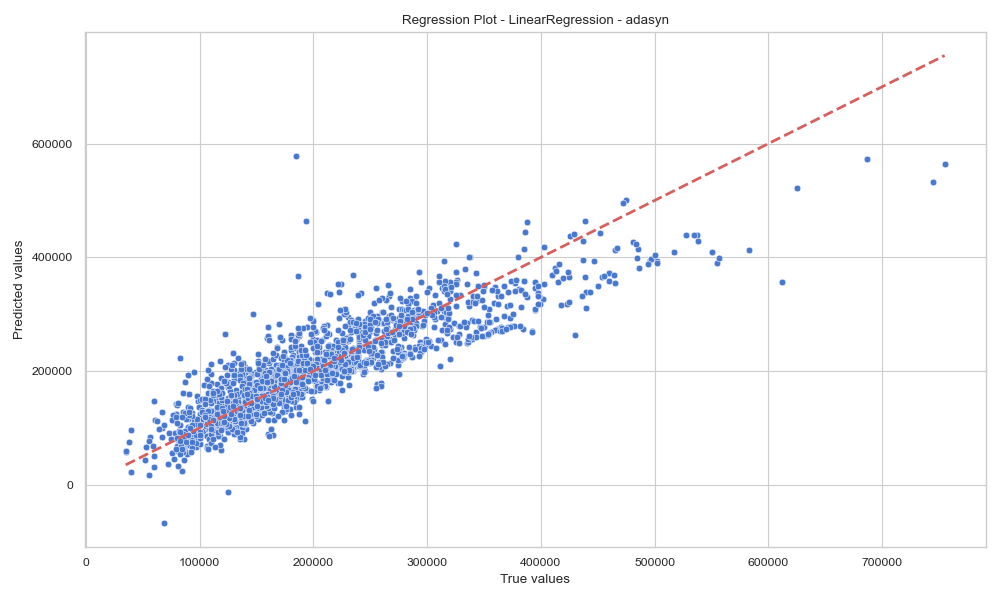 Regression Plot - LinearRegression - adasyn
Predicted values
600000
400000
200000
0
0 100000 200000 300000 400000 500000 600000 700000
True values